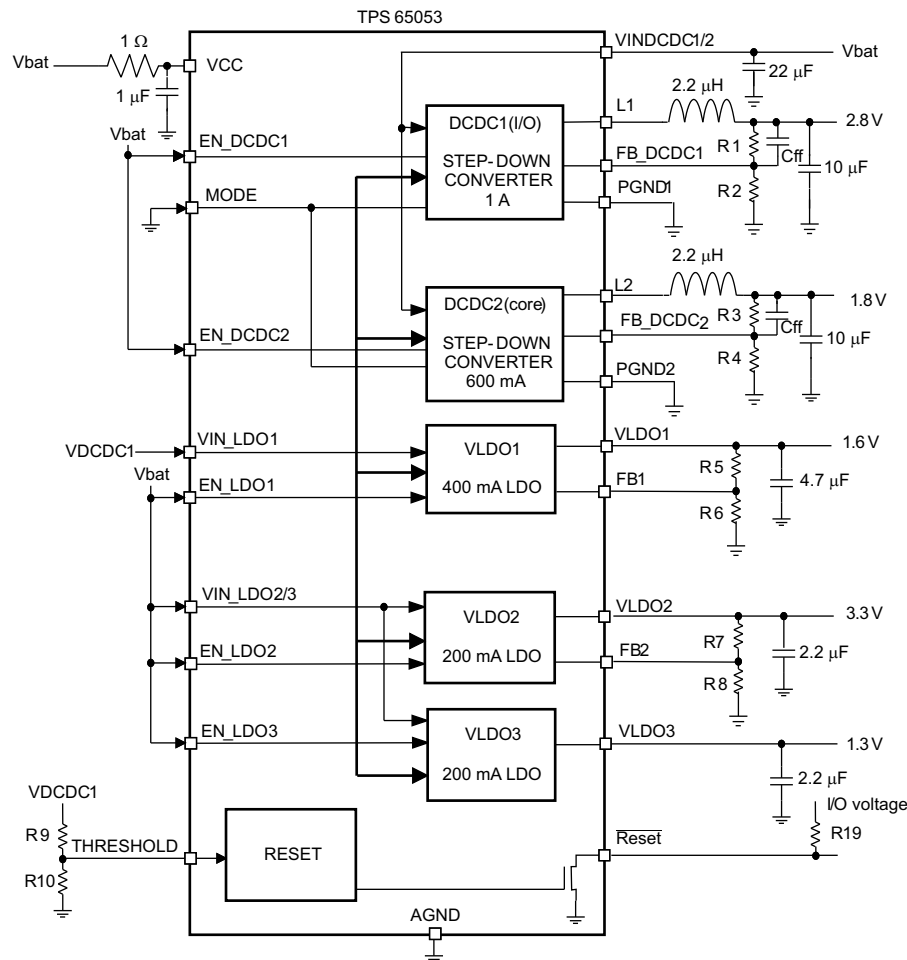 TPS 65053
1 Ω
Vbat
VCC
1 μF
VINDCDC1/2
Vbat
22 μF
2.2 μH
L1
2.8 V
DCDC1(I/O)
STEP-DOWN
CONVERTER
1 A
Vbat
EN_DCDC1
FB_DCDC1
R1
Cff
10 μF
R2
MODE
PGND1
2.2 μH
L2
1.8 V
DCDC2(core)
STEP-DOWN
CONVERTER
600 mA
EN_DCDC2
FB_DCDC2
R3
Cff
10 μF
R4
PGND2
VDCDC1
VIN_LDO1
VLDO1
400 mA LDO
VLDO1
1.6 V
R5
4.7 μF
Vbat
EN_LDO1
FB1
R6
VIN_LDO2/3
VLDO2
200 mA LDO
VLDO2
3.3 V
R7
2.2 μF
EN_LDO2
FB2
R8
EN_LDO3
VLDO3
200 mA LDO
VLDO3
1.3 V
2.2 μF
VDCDC1
R9
THRESHOLD
R10
RESET
Reset
I/O voltage
R19
AGND